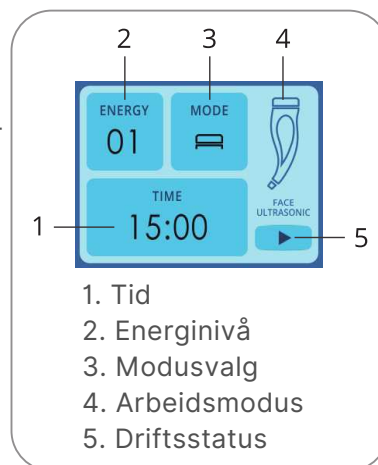 2 3 4
ENERGY MODE
01
TIME
1 15:00
FACE
ULTRASONIC
5
1. Tid
2. Energinivå
3. Modusvalg
4. Arbeidsmodus
5. Driftsstatus